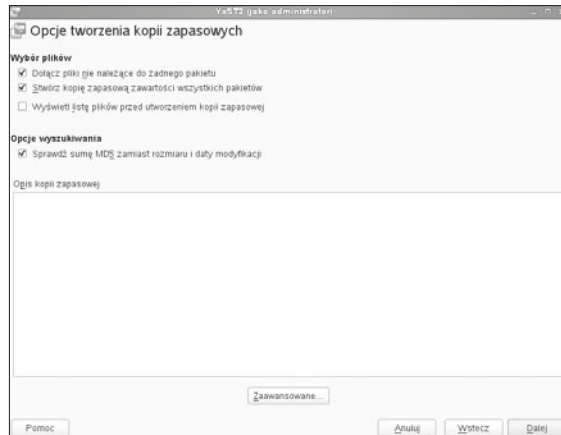 YaST2 (jako administrator)
Opcje tworzenia kopii zapasowych
Wybór plików
Dołącz pliki nie należące do żadnego pakietu
Stwórz kopię zapasową zawartości wszystkich pakietów
Wyświetl listę plików przed utworzeniem kopii zapasowej
Opcje wyszukiwania
Sprawdź sumę MD5 zamiast rozmiaru i daty modyfikacji
Opis kopii zapasowej
Zaawansowane...
Pomoc Anuluj Wstecz Dalej